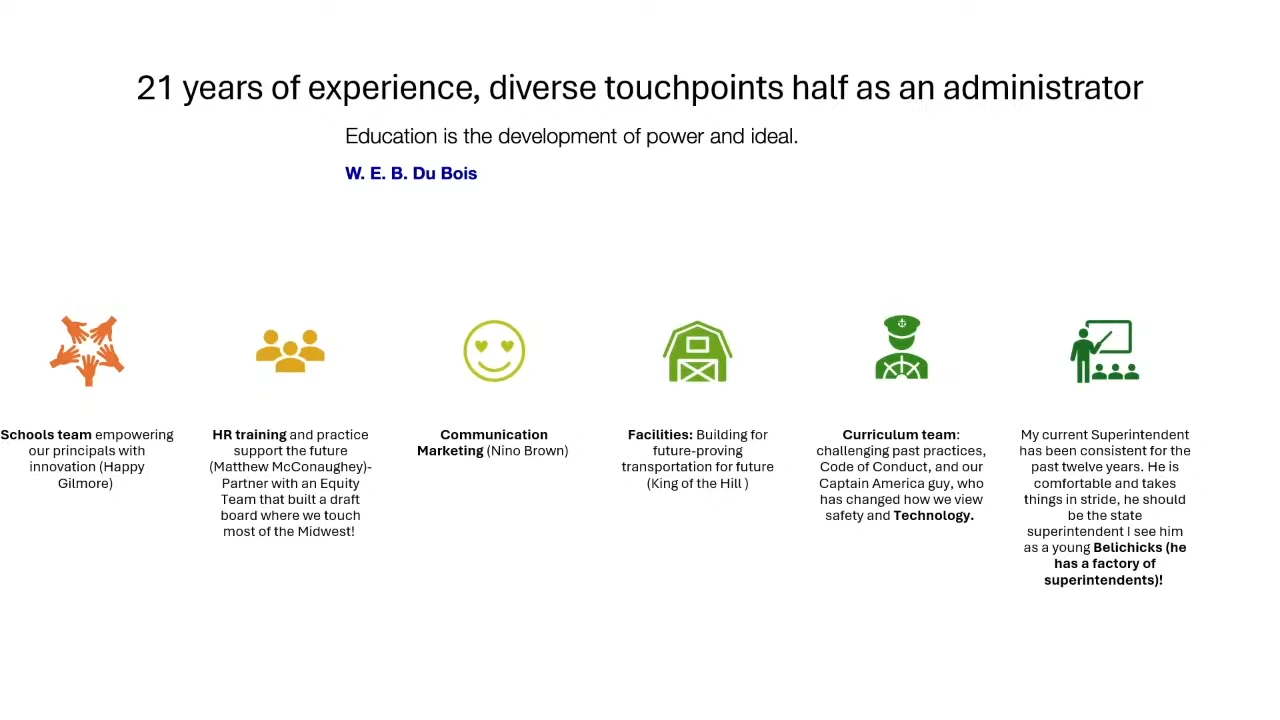 21 years of experience, diverse touchpoints half as an administrator
Education is the development of power and ideal.
W. E. B. Du Bois
Schools team empowering
our principals with
innovation (Happy
Gilmore)
HR training and practice
support the future
(Matthew McConaughey)-
Partner with an Equity
Team that built a draft
board where we touch
most of the Midwest!
Communication
Marketing (Nino Brown)
Facilities: Building for
future-proving
transportation for future
(King of the Hill )
Curriculum team:
challenging past practices,
Code of Conduct, and our
Captain America guy, who
has changed how we view
safety and Technology.
My current Superintendent
has been consistent for the
past twelve years. He is
comfortable and takes
things in stride, he should
be the state
superintendent I see him
as a young Belichicks (he
has a factory of
superintendents)!